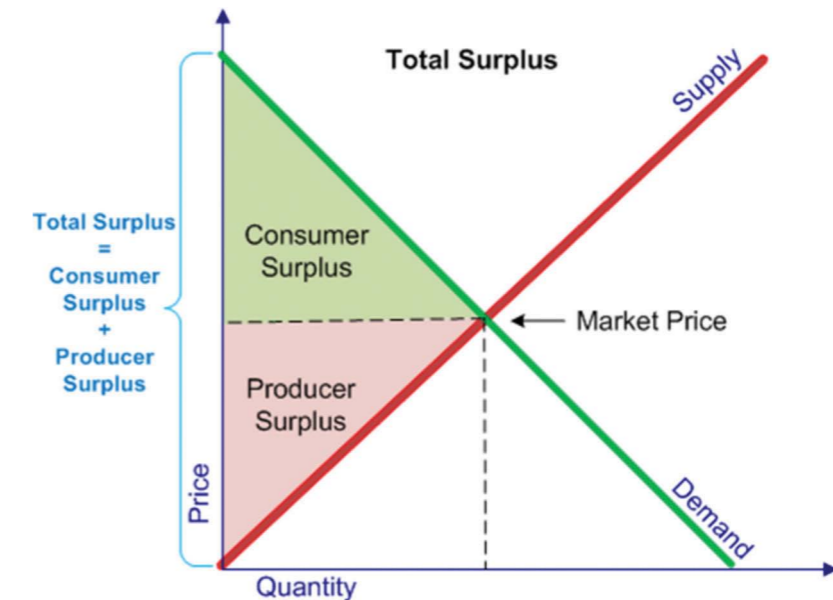 Total Surplus
Supply
Total Surplus
=
Consumer
Surplus
+
Producer
Surplus
Consumer
Surplus
Market Price
Producer
Surplus
Price
Demand
Quantity